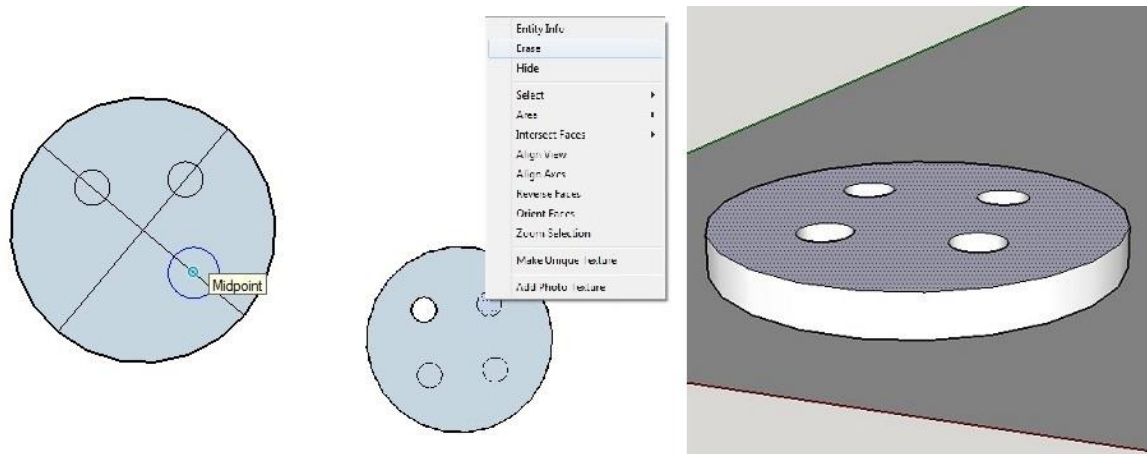 Midpoint
Entity Info
Erase
Hide
Select
Area
Intersect Faces
Align View
Align Axes
Reverse Faces
Orient Faces
Zoom Selection
Make Unique Texture
Add Photo Texture